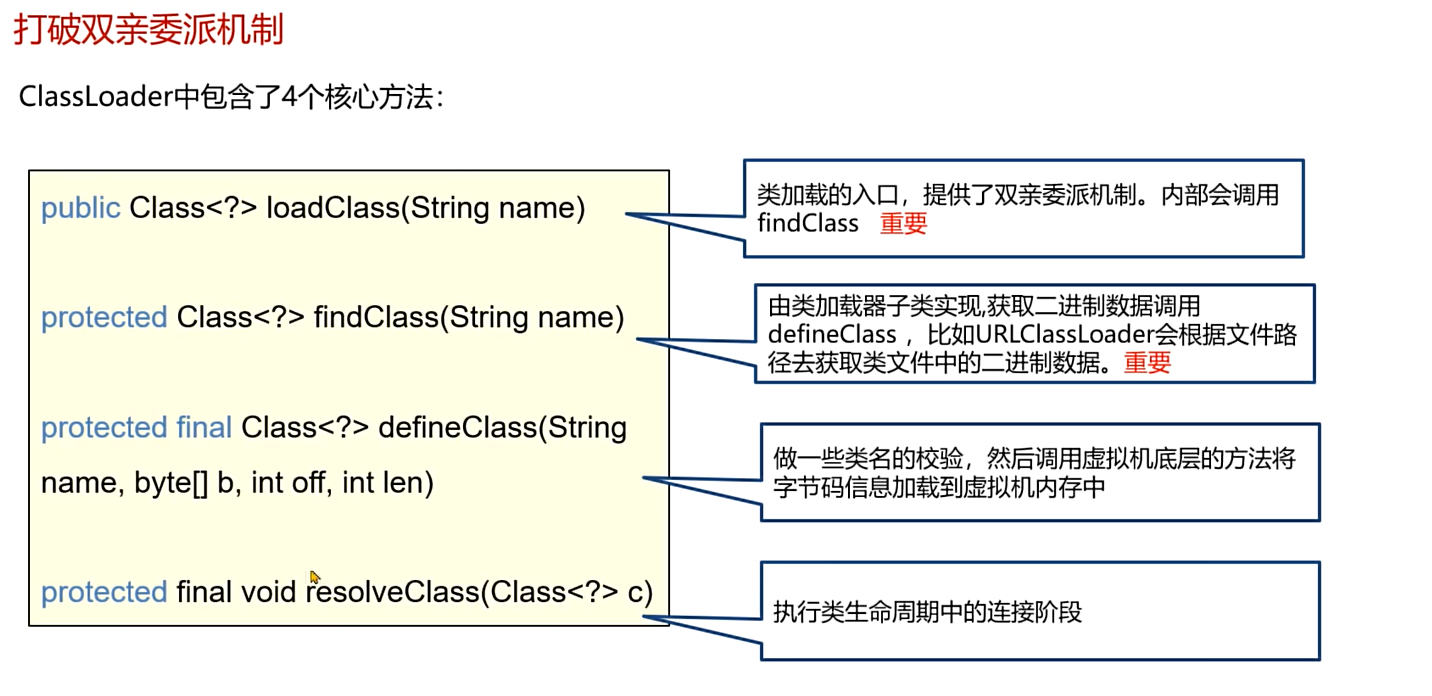 打破双亲委派机制
ClassLoader中包含了4个核心方法：
public Class<?> loadClass(String name)
类加载的入口，提供了双亲委派机制。内部会调用
findClass 重要
protected Class<?> findClass(String name)
由类加载器子类实现,获取二进制数据调用
defineClass ，比如URLClassLoader会根据文件路
径去获取类文件中的二进制数据。重要
protected final Class<?> defineClass(String
name, byte[] b, int off, int len)
做一些类名的校验，然后调用虚拟机底层的方法将
字节码信息加载到虚拟机内存中
protected final void resolveClass(Class<?> c)
执行类生命周期中的连接阶段